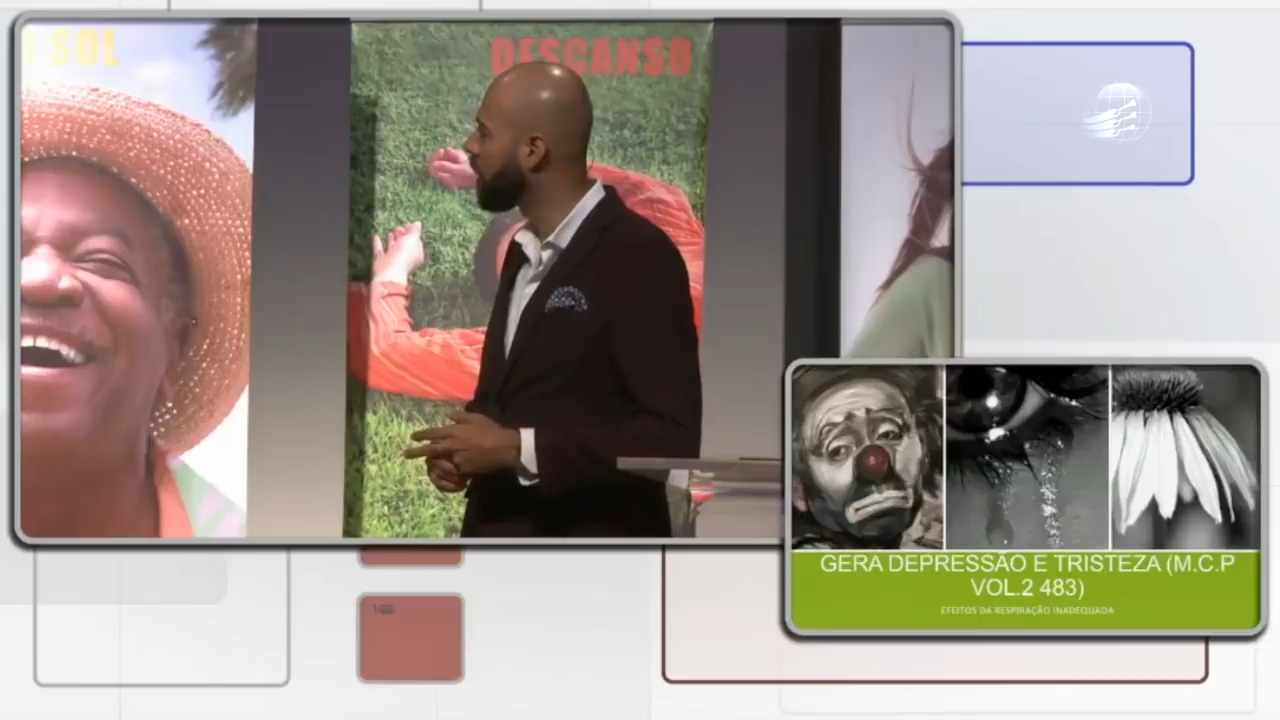 SOL
DESCANSO
GERA DEPRESSÃO E TRISTEZA (M.C.P
VOL.2 483)
EFEITOS DA RESPIRAÇÃO INADEQUADA